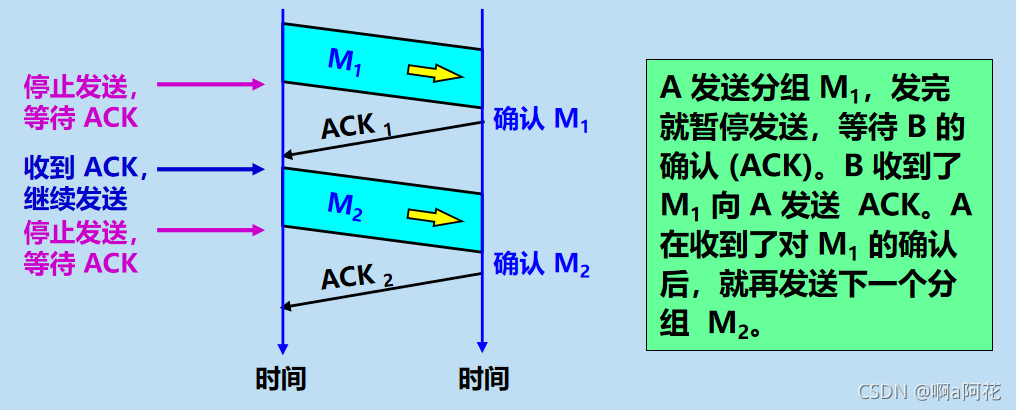 M1
停止发送，
等待 ACK
ACK 1
确认 M1
收到 ACK，
继续发送
M2
停止发送，
等待 ACK
ACK 2
确认 M2
时间
时间
A 发送分组 M1，发完
就暂停发送，等待 B 的
确认 (ACK)。B 收到了
M1 向 A 发送 ACK。A
在收到了对 M1 的确认
后，就再发送下一个分
组 M2。
CSDN @啊a阿花